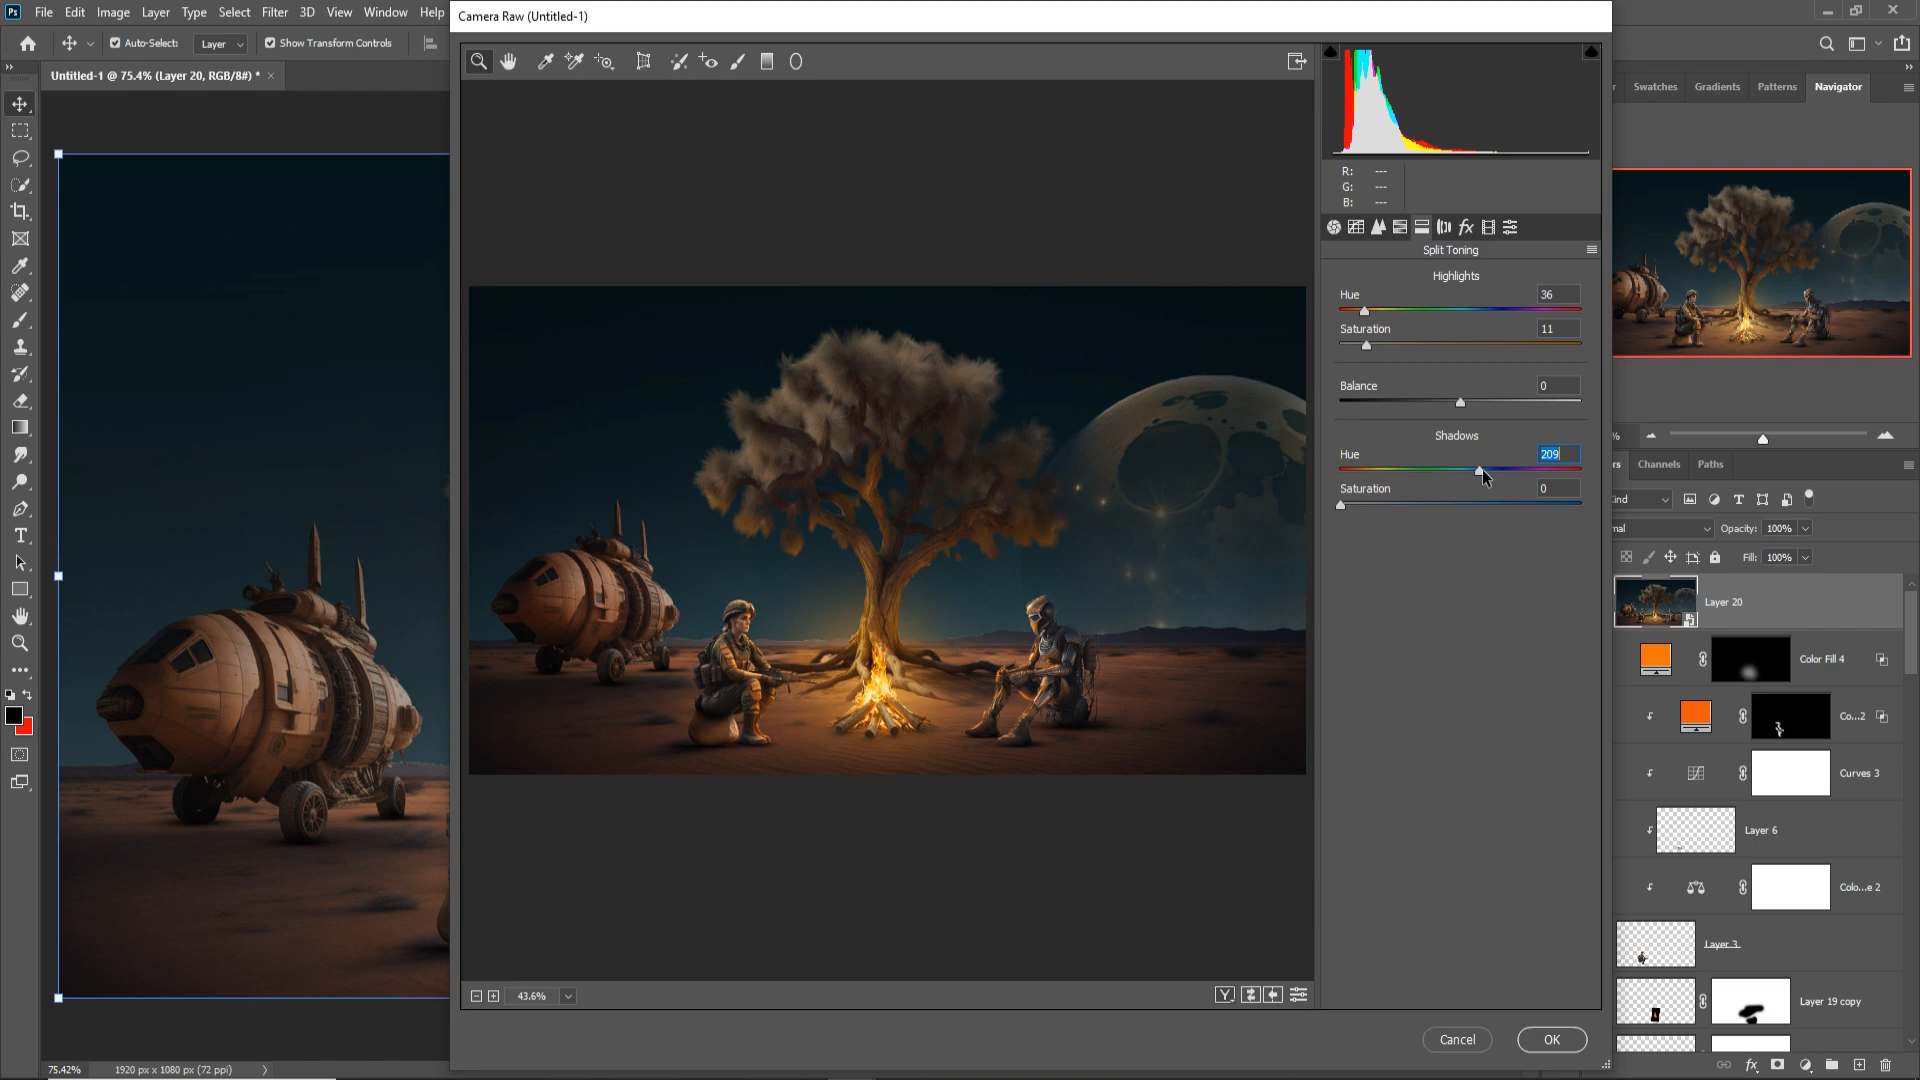 Ps File Edit Image Layer Type Select Filter 3D View Window Help
Camera Raw (Untitled-1)
Auto-Select: Layer Show Transform Controls
Untitled-1 @ 75.4% (Layer 20, RGB/8#) * ×
Swatches Gradients Patterns Navigator
R: ---
G: ---
B: ---
Split Toning
Highlights
Hue 36
Saturation 11
Balance 0
Shadows
Hue 209
Saturation 0
%
Channels Paths
Opacity: 100%
Fill: 100%
Layer 20
Color Fill 4
Co...2
Curves 3
Layer 6
Colo...e 2
Layer 3
Layer 19 copy
43.6%
Cancel OK
75.42% 1920 px x 1080 px (72 ppi)